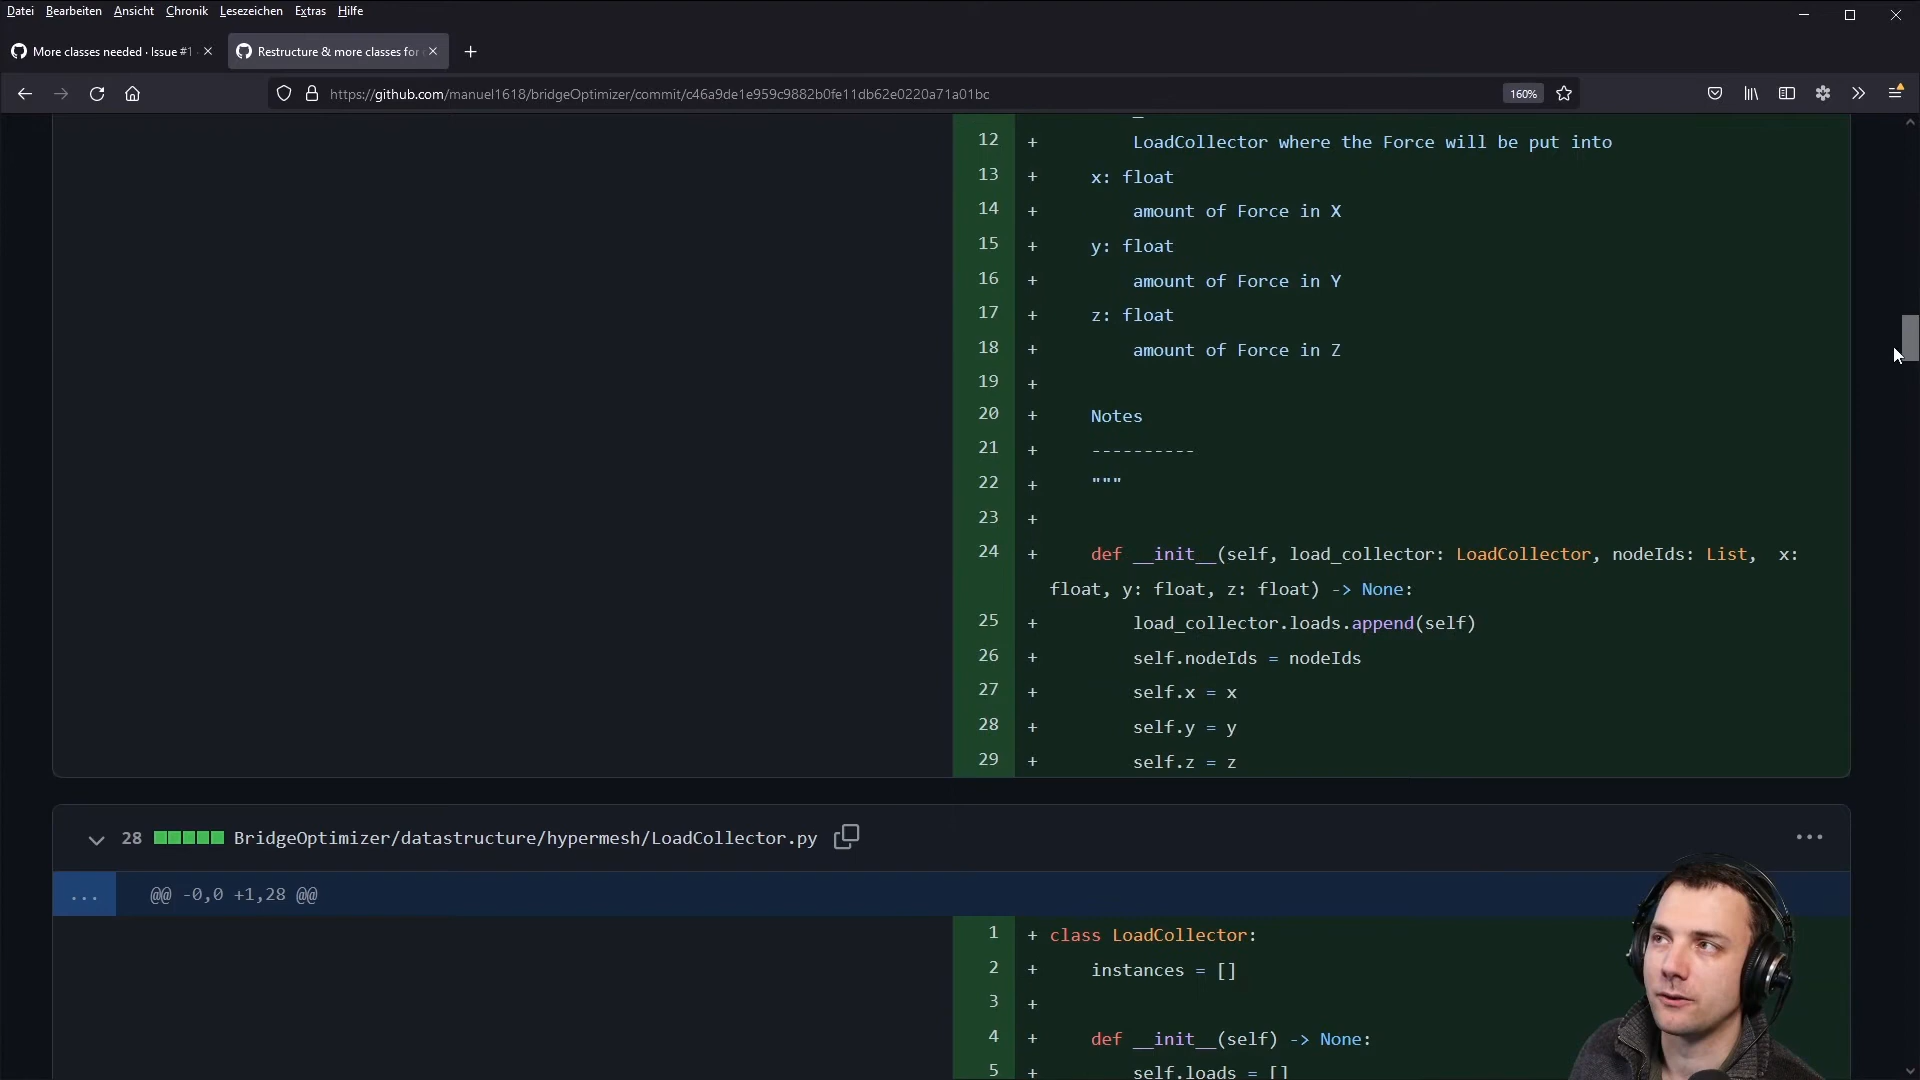 Datei Bearbeiten Ansicht Chronik Lesezeichen Extras Hilfe
More classes needed · Issue #1
Restructure & more classes for
https://github.com/manuel1618/bridgeOptimizer/commit/c46a9de1e959c9882b0fe11db62e0220a71a01bc
160%
12 + LoadCollector where the Force will be put into
13 + x: float
14 + amount of Force in X
15 + y: float
16 + amount of Force in Y
17 + z: float
18 + amount of Force in Z
19 +
20 + Notes
21 + ----------
22 + """
23 +
24 + def __init__(self, load_collector: LoadCollector, nodeIds: List, x:
float, y: float, z: float) -> None:
25 + load_collector.loads.append(self)
26 + self.nodeIds = nodeIds
27 + self.x = x
28 + self.y = y
29 + self.z = z
28 BridgeOptimizer/datastructure/hypermesh/LoadCollector.py
... @@ -0,0 +1,28 @@
1 + class LoadCollector:
2 + instances = []
3 +
4 + def __init__(self) -> None:
5 + self.loads = []